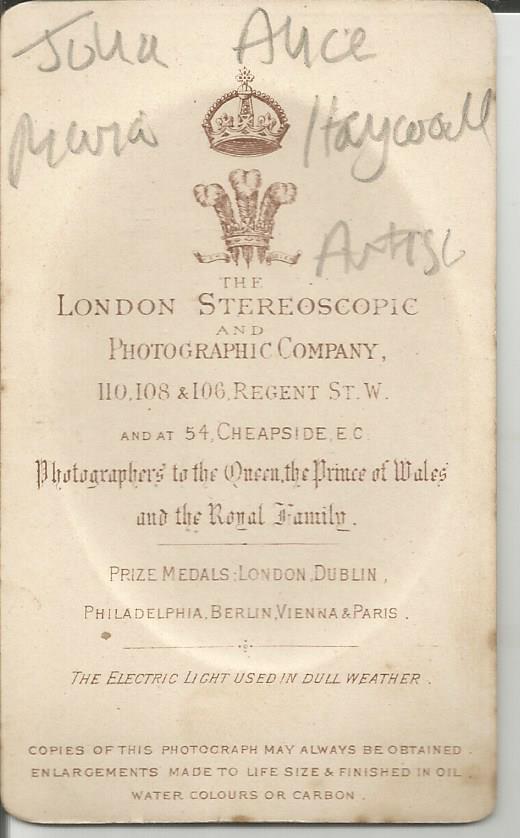 Julia Alice
Maria Haywood
Artist
THE
LONDON STEREOSCOPIC
AND
PHOTOGRAPHIC COMPANY,
110, 108 & 106, REGENT ST. W.
AND AT 54, CHEAPSIDE, E.C.
Photographers to the Queen, the Prince of Wales
and the Royal Family.
PRIZE MEDALS: LONDON, DUBLIN,
PHILADELPHIA, BERLIN, VIENNA & PARIS.
THE ELECTRIC LIGHT USED IN DULL WEATHER.
COPIES OF THIS PHOTOGRAPH MAY ALWAYS BE OBTAINED.
ENLARGEMENTS MADE TO LIFE SIZE & FINISHED IN OIL,
WATER COLOURS OR CARBON.